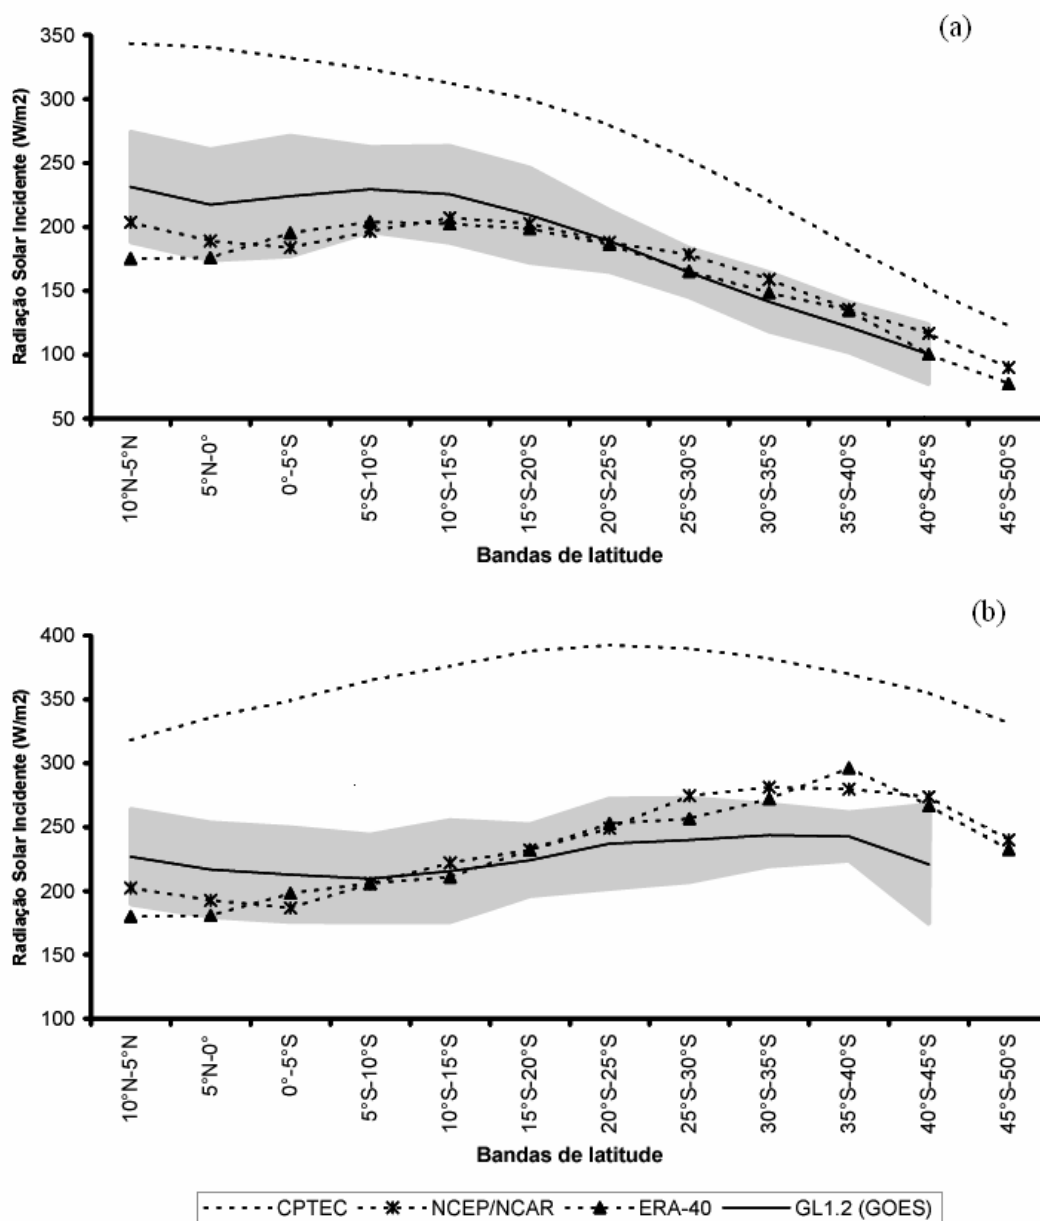 (a)
Radiação Solar Incidente (W/m2)
350
300
250
200
150
100
50
10°N-5°N
5°N-0°
0°-5°S
5°S-10°S
10°S-15°S
15°S-20°S
20°S-25°S
25°S-30°S
30°S-35°S
35°S-40°S
40°S-45°S
45°S-50°S
Bandas de latitude
(b)
Radiação Solar Incidente (W/m2)
400
350
300
250
200
150
100
10°N-5°N
5°N-0°
0°-5°S
5°S-10°S
10°S-15°S
15°S-20°S
20°S-25°S
25°S-30°S
30°S-35°S
35°S-40°S
40°S-45°S
45°S-50°S
Bandas de latitude
CPTEC NCEP/NCAR ERA-40 GL1.2 (GOES)